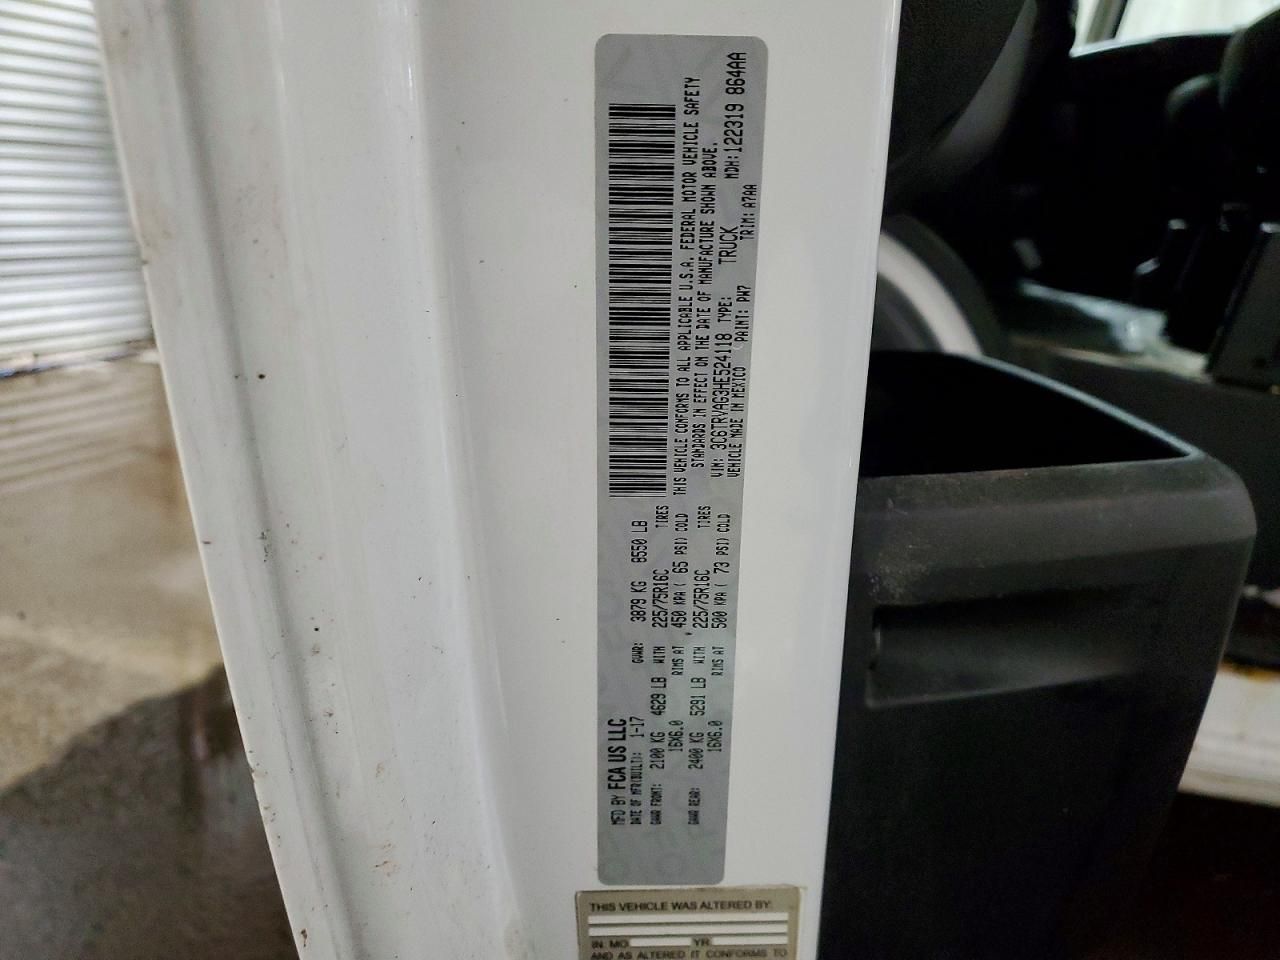 MFD BY FCA US LLC
DATE OF MFR(BUILT): 1-17 GVWR: 3879 KG 8550 LB
GAWR FRONT: 2100 KG 4629 LB WITH 225/75R16C TIRES
16X6.0 RIMS AT 450 KPA ( 65 PSI) COLD
GAWR REAR: 2400 KG 5291 LB WITH 225/75R16C TIRES
16X6.0 RIMS AT 500 KPA ( 73 PSI) COLD
THIS VEHICLE CONFORMS TO ALL APPLICABLE U.S.A. FEDERAL MOTOR VEHICLE SAFETY
STANDARDS IN EFFECT ON THE DATE OF MANUFACTURE SHOWN ABOVE.
VIN: 3C6TRVAG3HE524118 TYPE: TRUCK MDH: 122319 864AA
VEHICLE MADE IN MEXICO PAINT: PW7 TRIM: A7AA
THIS VEHICLE WAS ALTERED BY:
IN: MO YR
AND AS ALTERED IT CONFORMS TO